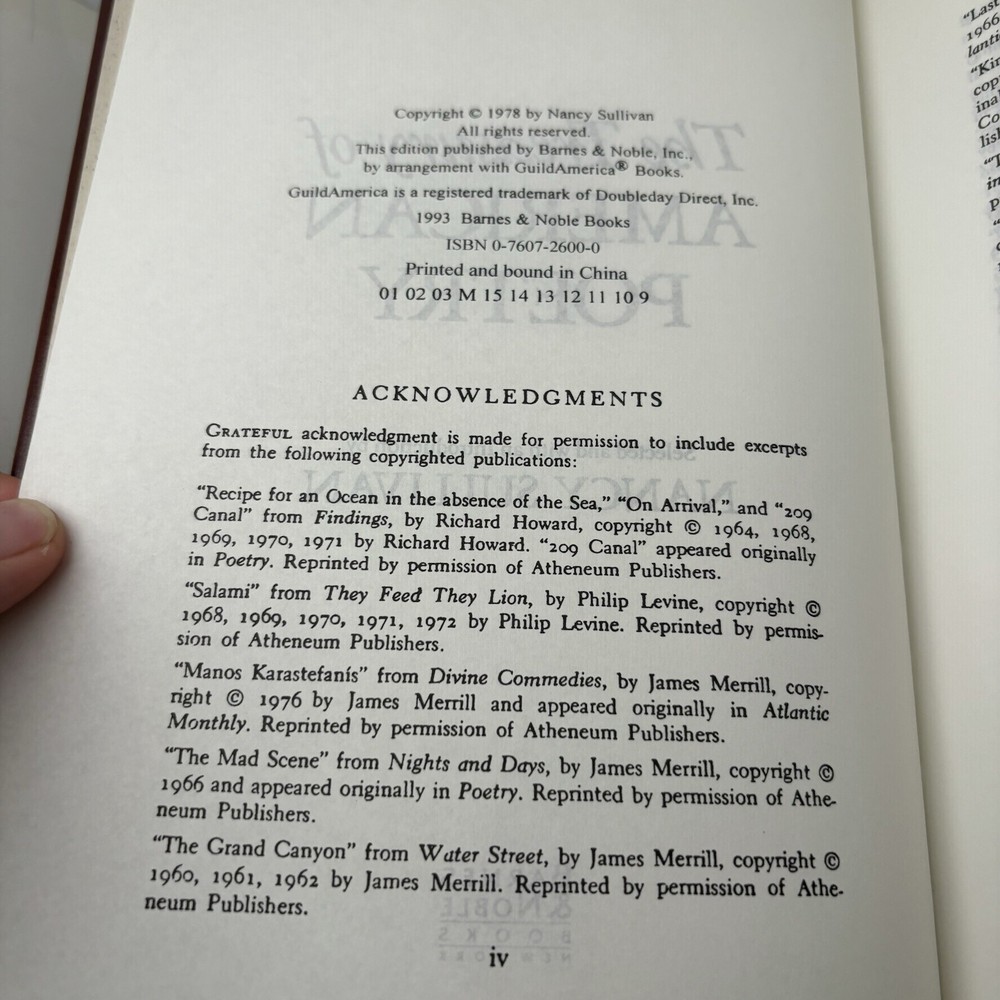 Copyright © 1978 by Nancy Sullivan
All rights reserved.
This edition published by Barnes & Noble, Inc.,
by arrangement with GuildAmerica® Books.
GuildAmerica is a registered trademark of Doubleday Direct, Inc.
1993 Barnes & Noble Books
ISBN 0-7607-2600-0
Printed and bound in China
01 02 03 M 15 14 13 12 11 10 9
ACKNOWLEDGMENTS
GRATEFUL acknowledgment is made for permission to include excerpts
from the following copyrighted publications:
“Recipe for an Ocean in the absence of the Sea,” “On Arrival,” and “209
Canal” from Findings, by Richard Howard, copyright © 1964, 1968,
1969, 1970, 1971 by Richard Howard. “209 Canal” appeared originally
in Poetry. Reprinted by permission of Atheneum Publishers.
“Salami” from They Feed They Lion, by Philip Levine, copyright ©
1968, 1969, 1970, 1971, 1972 by Philip Levine. Reprinted by permis-
sion of Atheneum Publishers.
“Manos Karastefanís” from Divine Commedies, by James Merrill, copy-
right © 1976 by James Merrill and appeared originally in Atlantic
Monthly. Reprinted by permission of Atheneum Publishers.
“The Mad Scene” from Nights and Days, by James Merrill, copyright ©
1966 and appeared originally in Poetry. Reprinted by permission of Athe-
neum Publishers.
“The Grand Canyon” from Water Street, by James Merrill, copyright ©
1960, 1961, 1962 by James Merrill. Reprinted by permission of Athe-
neum Publishers.
iv
“Last
1966
lanti